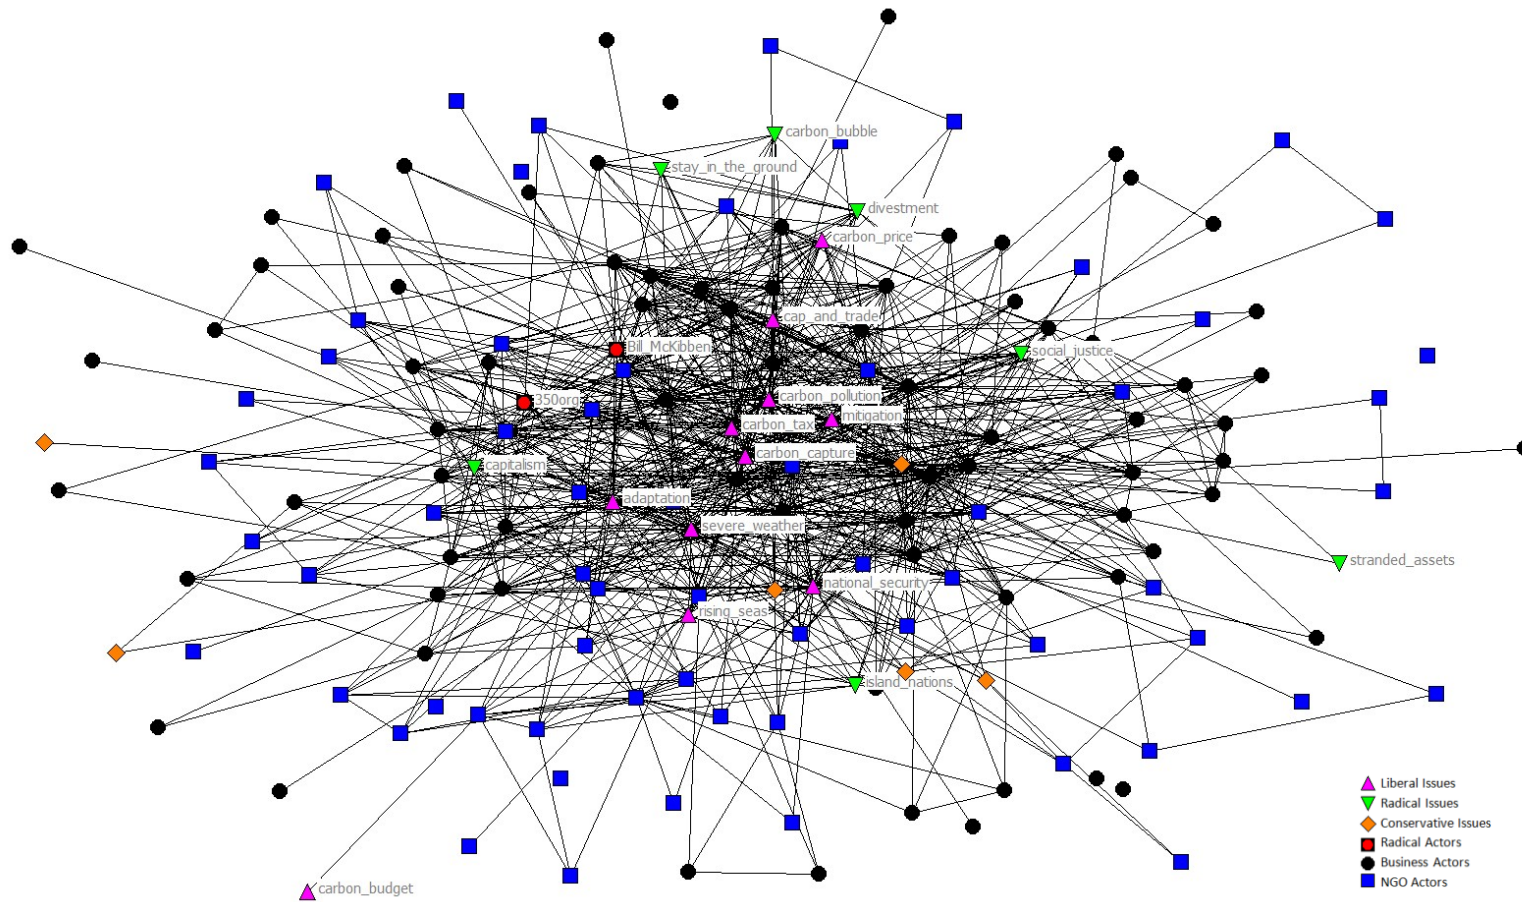 carbon_bubble
stay_in_the_ground
divestment
carbon_price
cap_and_trade
Bill_McKibben
social_justice
350org
carbon_pollution
mitigation
carbon_tax
carbon_capture
capitalism
adaptation
severe_weather
stranded_assets
national_security
rising_seas
island_nations
carbon_budget
Liberal Issues
Radical Issues
Conservative Issues
Radical Actors
Business Actors
NGO Actors